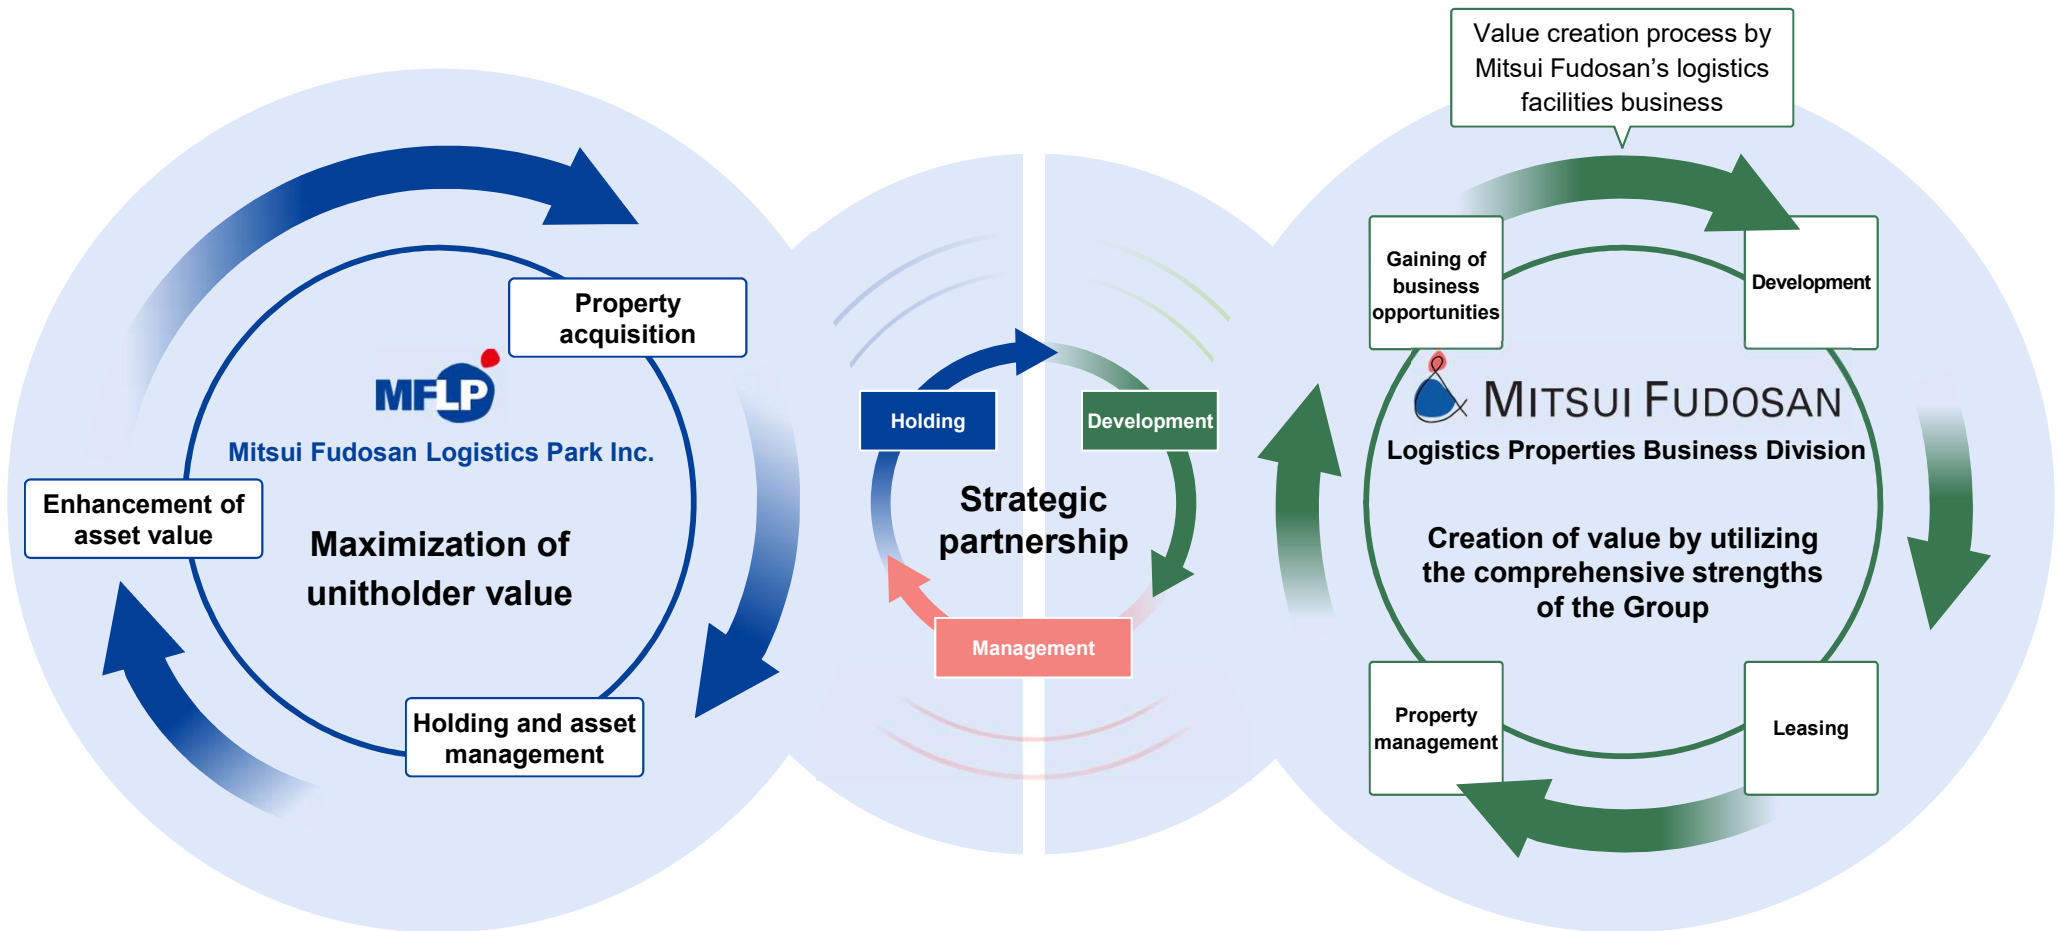 Value creation process by
Mitsui Fudosan's logistics
facilities business
Property
acquisition
MFLP
Mitsui Fudosan Logistics Park Inc.
Enhancement of
asset value
Maximization of
unitholder value
Holding and asset
management
Holding
Development
Strategic
partnership
Management
Gaining of
business
opportunities
Development
MITSUI FUDOSAN
Logistics Properties Business Division
Creation of value by utilizing
the comprehensive strengths
of the Group
Property
management
Leasing